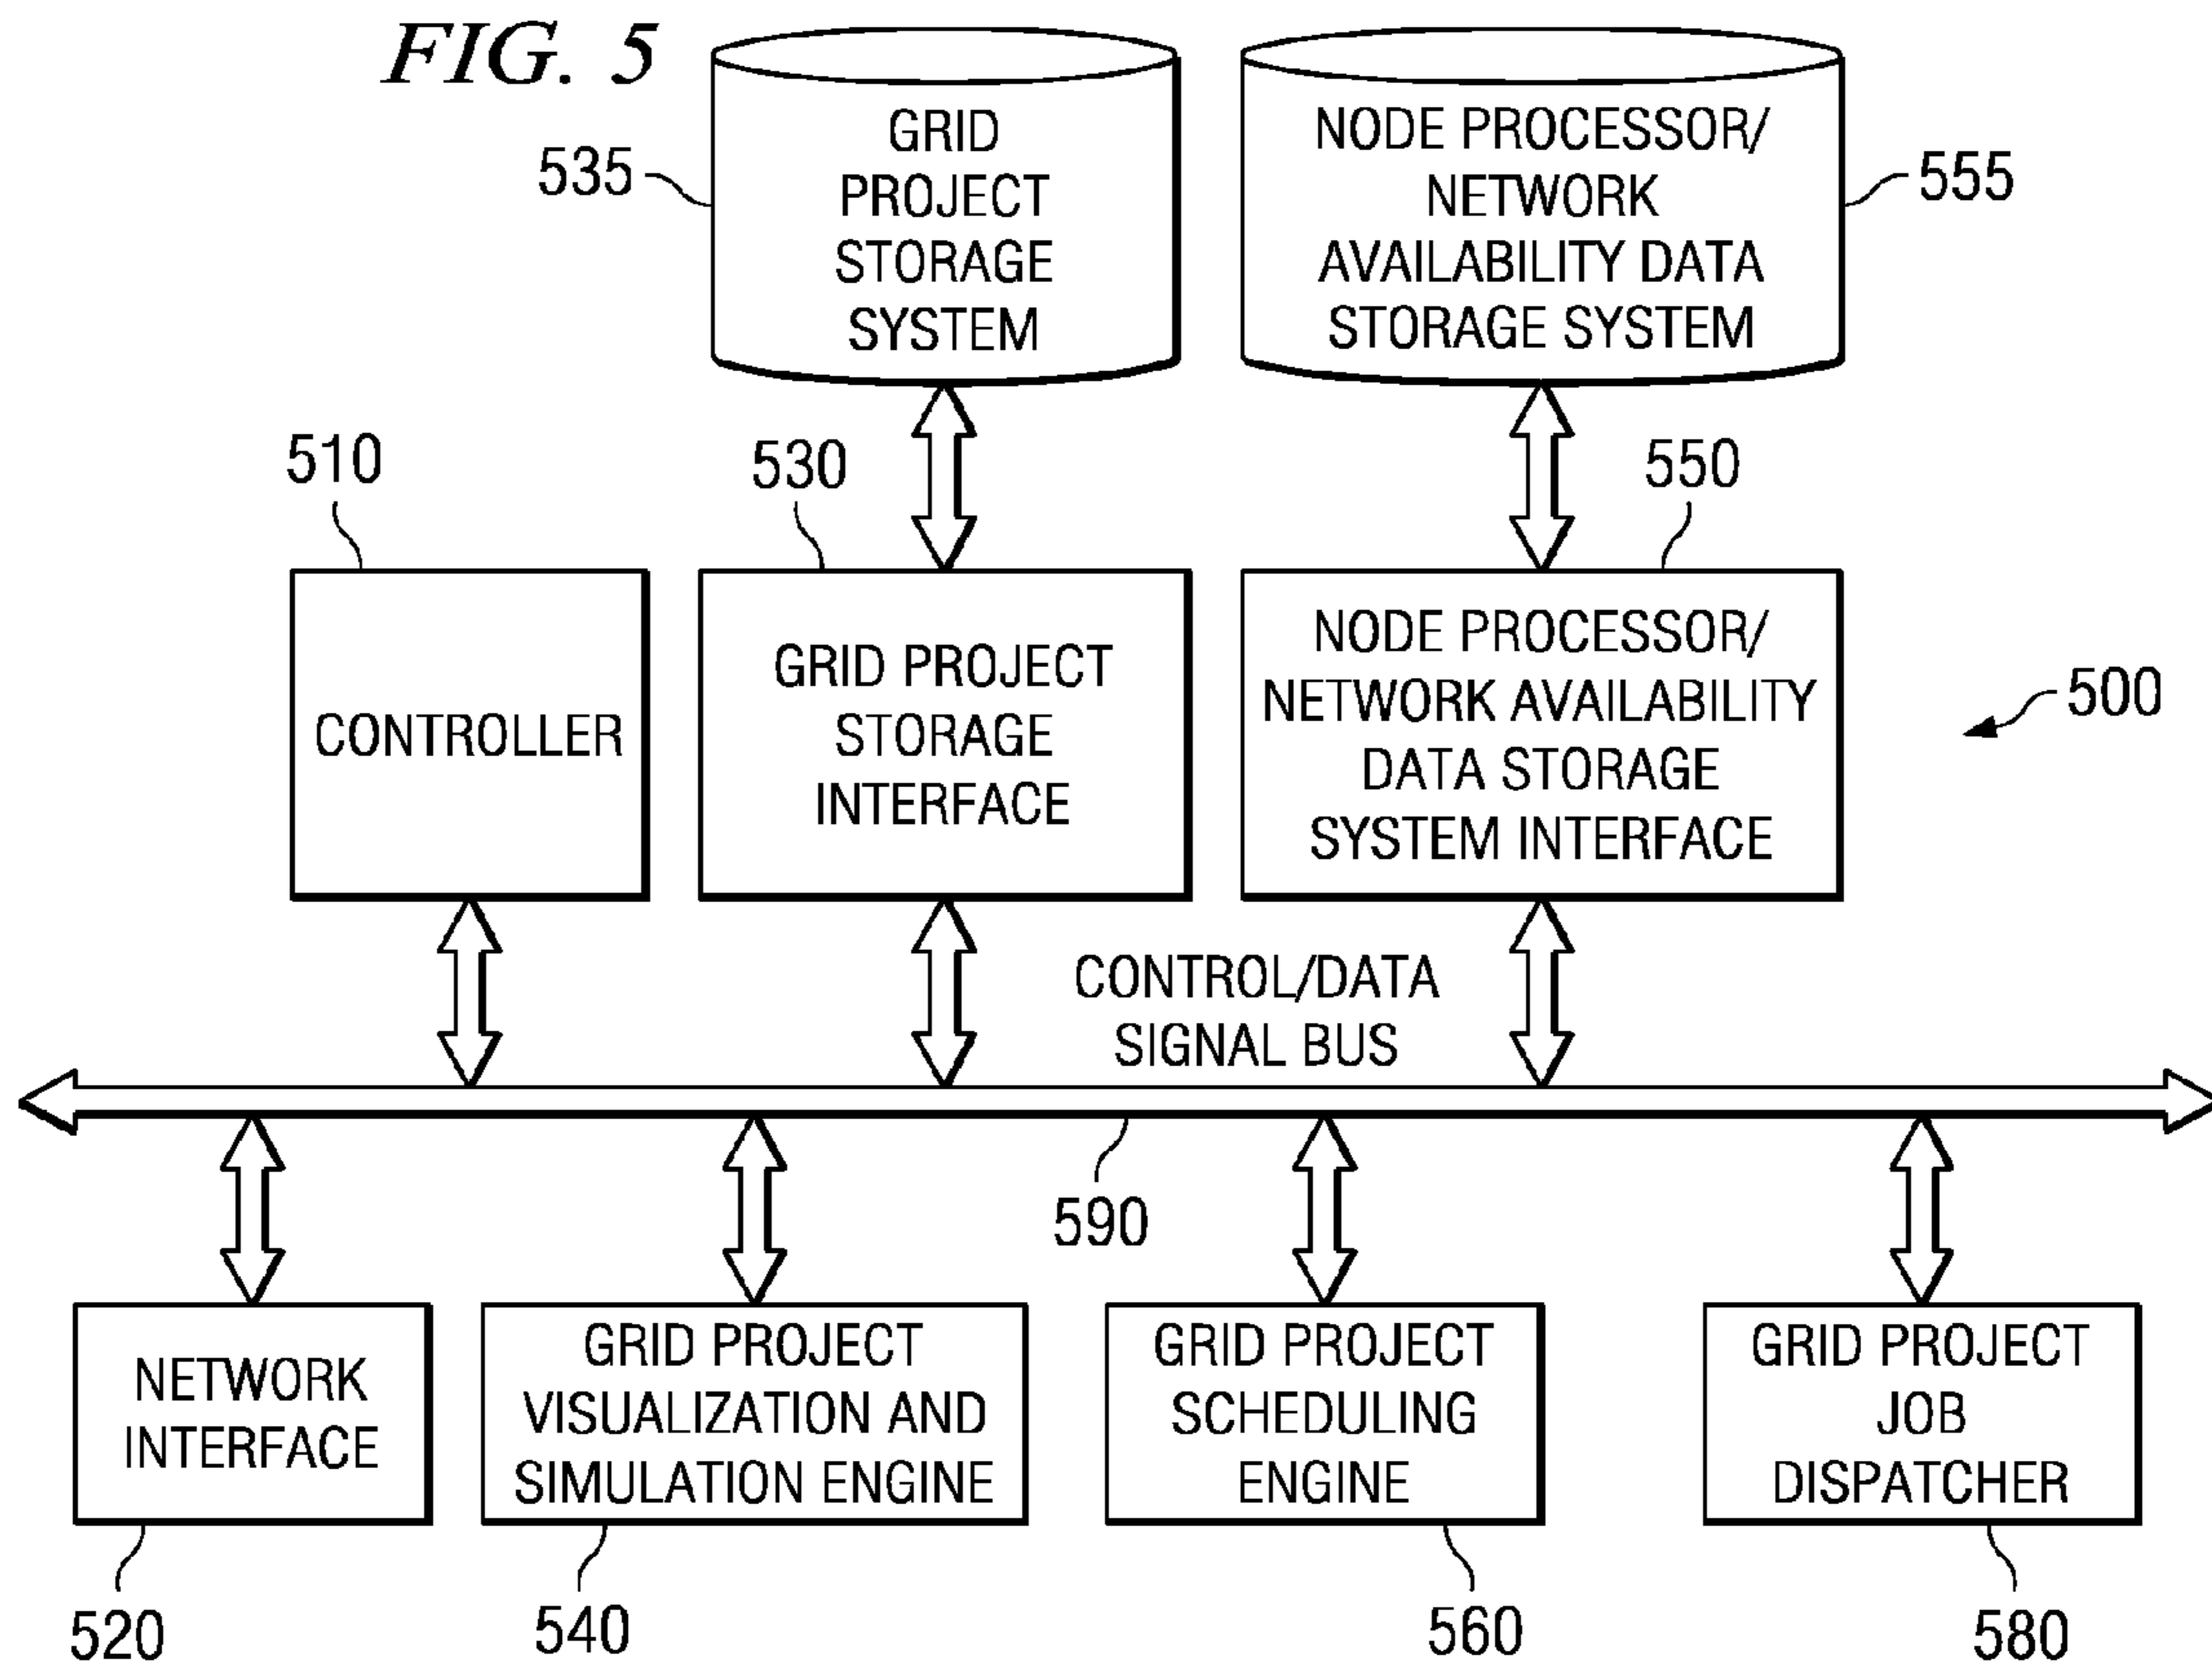 FIG. 5
GRID
PROJECT
STORAGE
SYSTEM
535
NODE PROCESSOR/
NETWORK
AVAILABILITY DATA
STORAGE SYSTEM
555
510
530
550
CONTROLLER
GRID PROJECT
STORAGE
INTERFACE
NODE PROCESSOR/
NETWORK AVAILABILITY
DATA STORAGE
SYSTEM INTERFACE
500
CONTROL/DATA
SIGNAL BUS
590
NETWORK
INTERFACE
GRID PROJECT
VISUALIZATION AND
SIMULATION ENGINE
GRID PROJECT
SCHEDULING
ENGINE
GRID PROJECT
JOB
DISPATCHER
520
540
560
580